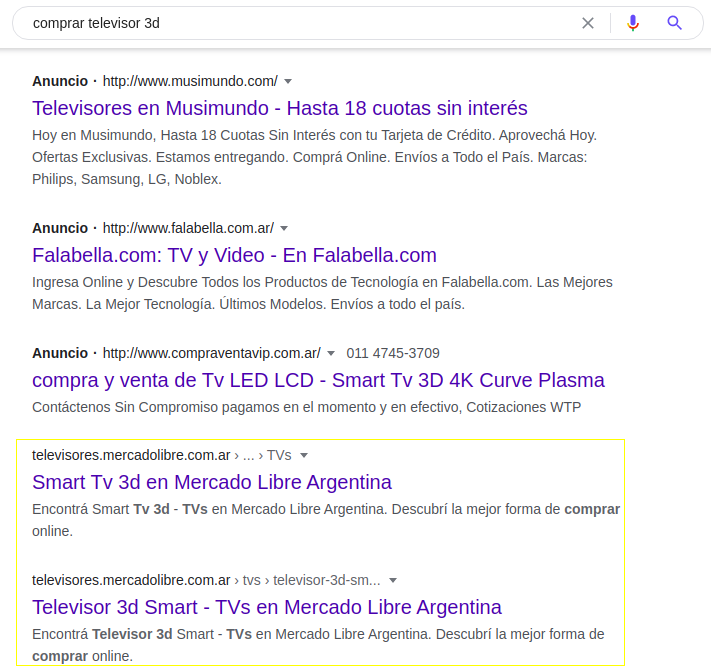 comprar televisor 3d
Anuncio · http://www.musimundo.com/
Televisores en Musimundo - Hasta 18 cuotas sin interés
Hoy en Musimundo, Hasta 18 Cuotas Sin Interés con tu Tarjeta de Crédito. Aprovechá Hoy.
Ofertas Exclusivas. Estamos entregando. Comprá Online. Envíos a Todo el País. Marcas:
Philips, Samsung, LG, Noblex.
Anuncio · http://www.falabella.com.ar/
Falabella.com: TV y Video - En Falabella.com
Ingresa Online y Descubre Todos los Productos de Tecnología en Falabella.com. Las Mejores
Marcas. La Mejor Tecnología. Últimos Modelos. Envíos a todo el país.
Anuncio · http://www.compraventavip.com.ar/ 011 4745-3709
compra y venta de Tv LED LCD - Smart Tv 3D 4K Curve Plasma
Contáctenos Sin Compromiso pagamos en el momento y en efectivo, Cotizaciones WTP
televisores.mercadolibre.com.ar › ... › TVs
Smart Tv 3d en Mercado Libre Argentina
Encontrá Smart Tv 3d - TVs en Mercado Libre Argentina. Descubrí la mejor forma de comprar
online.
televisores.mercadolibre.com.ar › tvs › televisor-3d-sm...
Televisor 3d Smart - TVs en Mercado Libre Argentina
Encontrá Televisor 3d Smart - TVs en Mercado Libre Argentina. Descubrí la mejor forma de
comprar online.